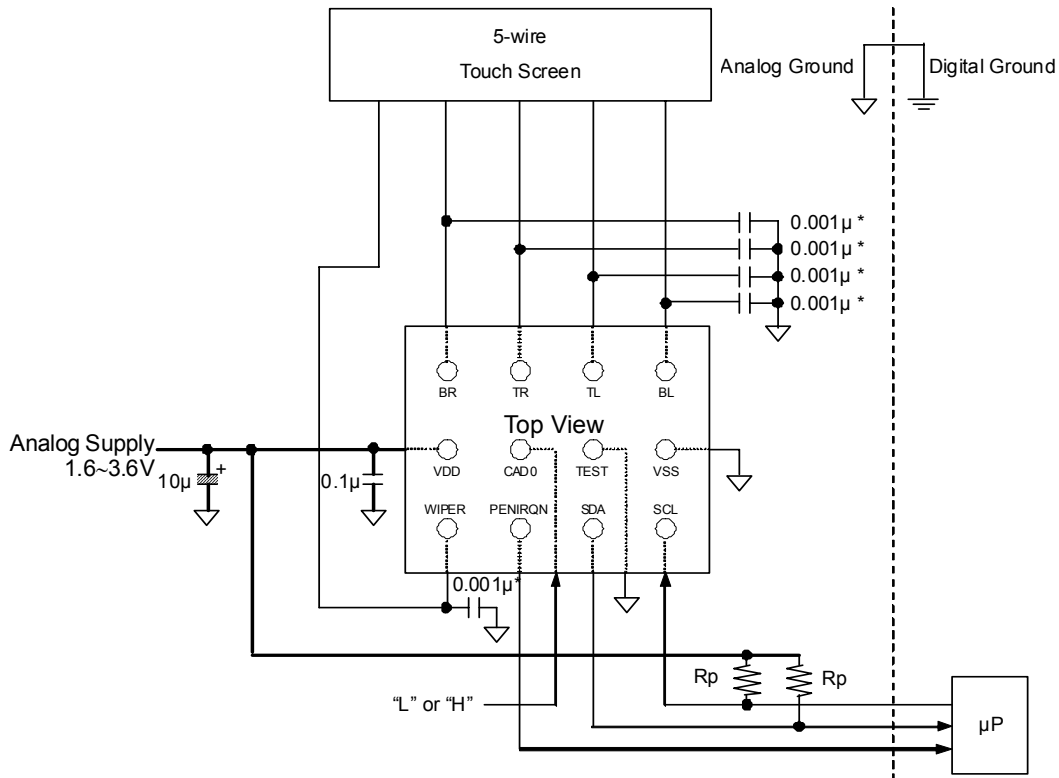 5-wire
Touch Screen
Analog Ground
Digital Ground
0.001µ *
0.001µ *
0.001µ *
0.001µ *
BR
TR
TL
BL
Top View
Analog Supply
1.6~3.6V
10µ
+
0.1µ
VDD
CAD0
TEST
VSS
WIPER
PENIRQN
SDA
SCL
0.001µ*
Rp
Rp
“L” or “H”
µP